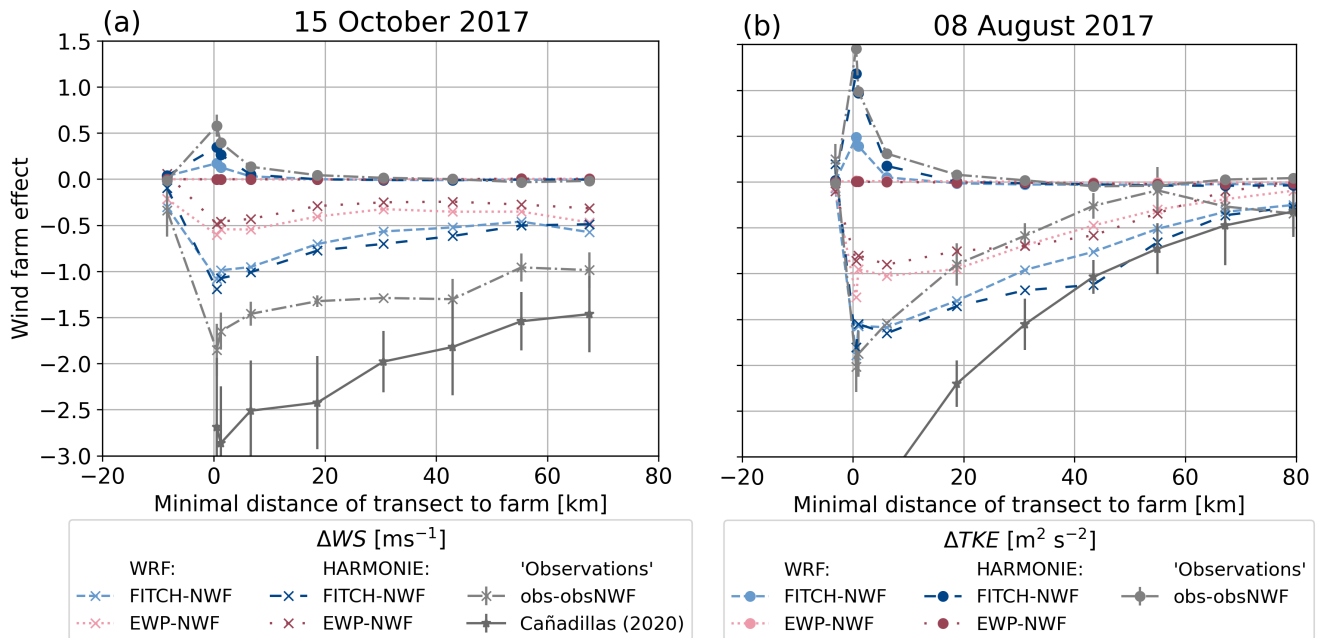 (a) 15 October 2017
(b) 08 August 2017
Wind farm effect
1.5
1.0
0.5
0.0
−0.5
−1.0
−1.5
−2.0
−2.5
−3.0
−20 0 20 40 60 80
−20 0 20 40 60 80
Minimal distance of transect to farm [km]
Minimal distance of transect to farm [km]
ΔWS [ms⁻¹]
WRF: HARMONIE: 'Observations'
FITCH-NWF FITCH-NWF obs-obsNWF
EWP-NWF EWP-NWF Cañadillas (2020)
ΔTKE [m² s⁻²]
WRF: HARMONIE: 'Observations'
FITCH-NWF FITCH-NWF obs-obsNWF
EWP-NWF EWP-NWF